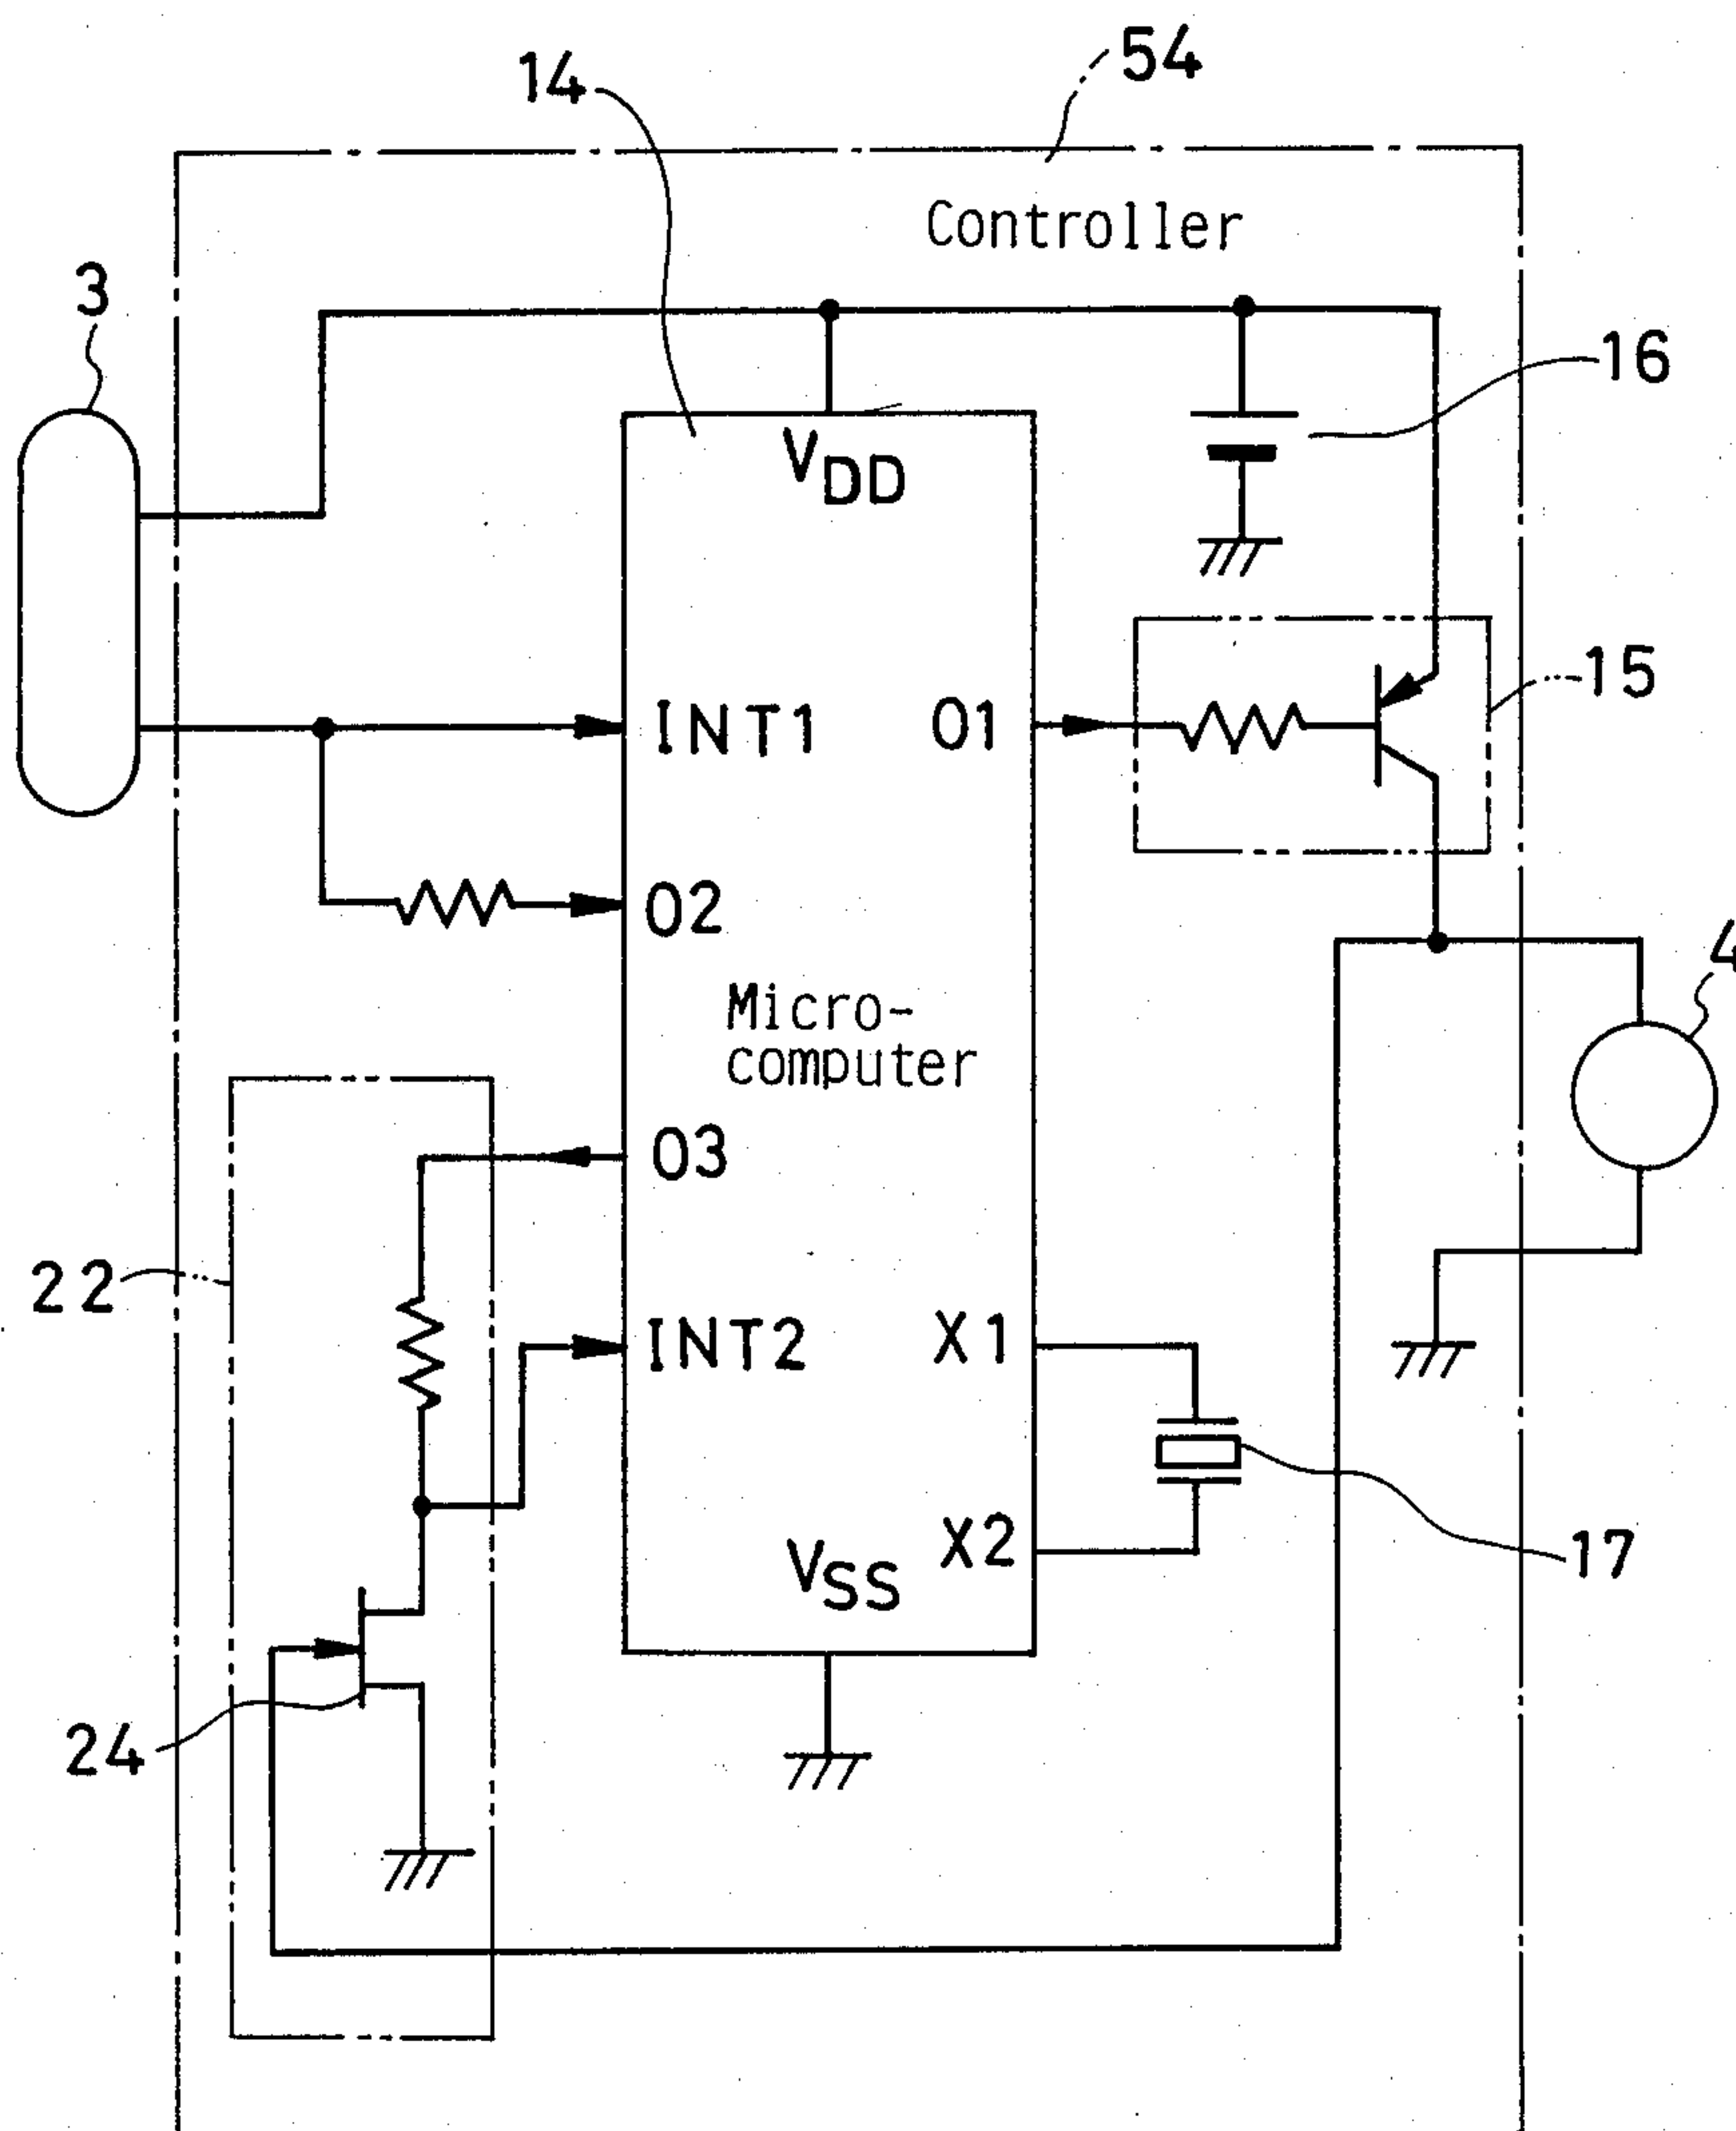 54
14
Controller
3
16
VDD
15
INT1
O1
O2
4
Micro-
computer
O3
22
INT2
X1
X2
17
VSS
24